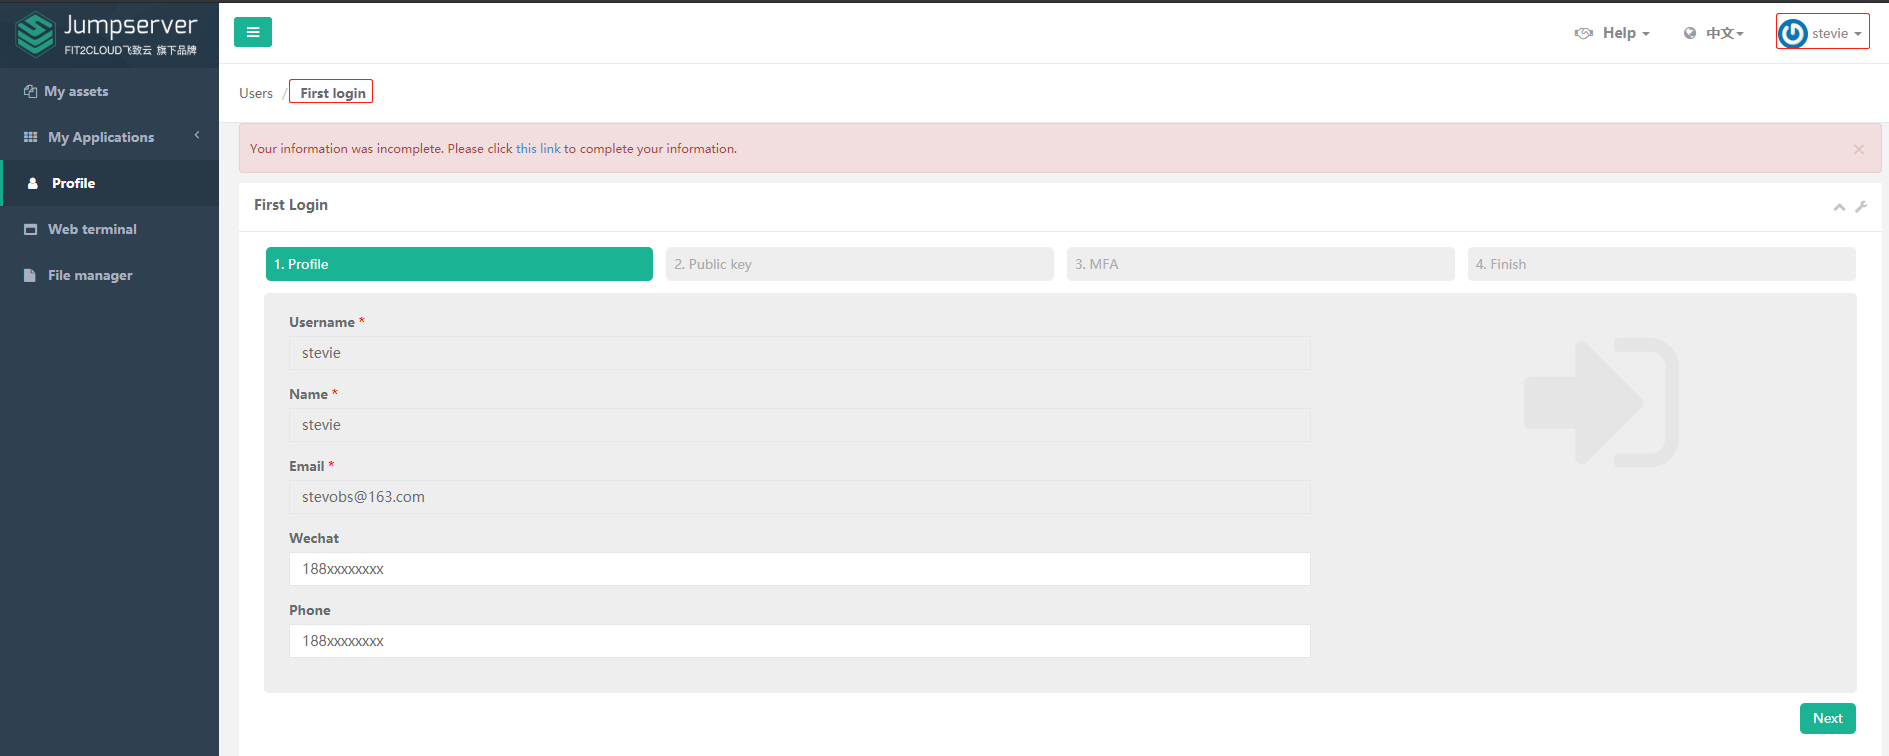 Jumpserver
FIT2CLOUD飞致云 旗下品牌
Help
中文
stevie
My assets
My Applications
Profile
Web terminal
File manager
Users / First login
Your information was incomplete. Please click this link to complete your information.
×
First Login
1. Profile
2. Public key
3. MFA
4. Finish
Username *
stevie
Name *
stevie
Email *
stevobs@163.com
Wechat
188xxxxxxxx
Phone
188xxxxxxxx
Next